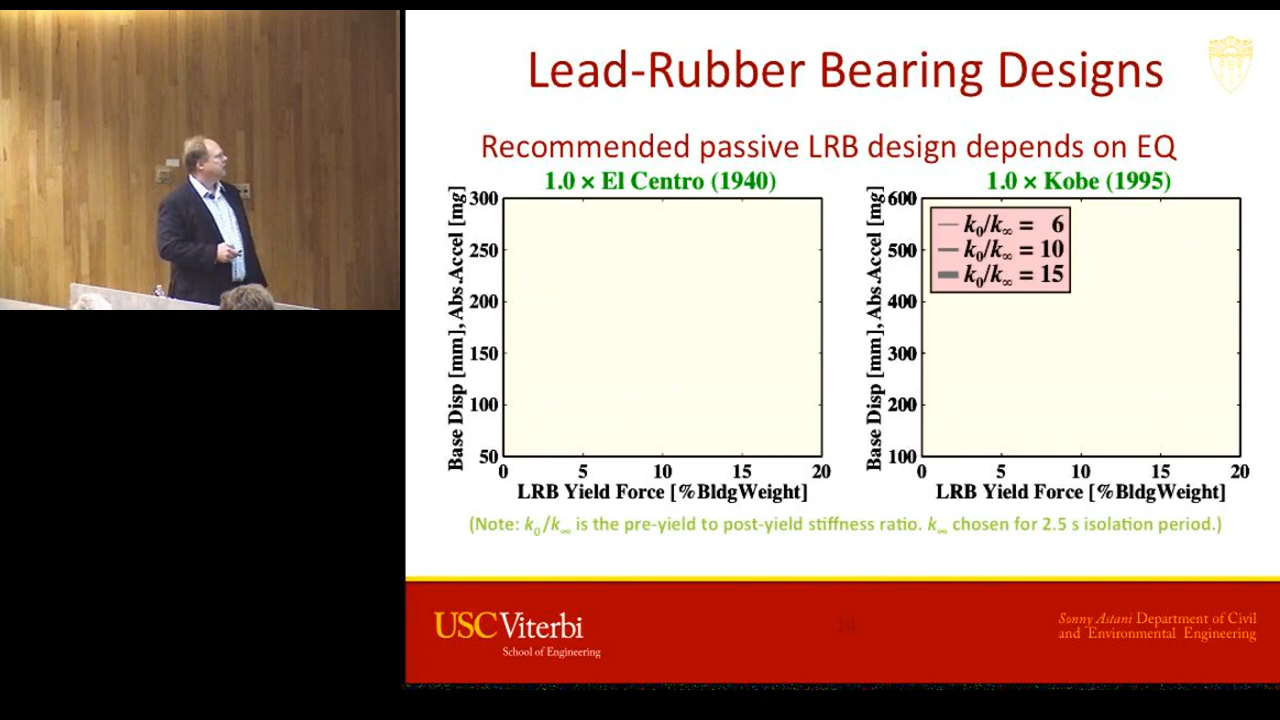 Lead-Rubber Bearing Designs
Recommended passive LRB design depends on EQ
1.0 × El Centro (1940)
Base Disp [mm], Abs.Accel [mg]
300
250
200
150
100
50
0 5 10 15 20
LRB Yield Force [%BldgWeight]
1.0 × Kobe (1995)
Base Disp [mm], Abs.Accel [mg]
600
500
400
300
200
100
k₀/k∞ = 6
k₀/k∞ = 10
k₀/k∞ = 15
0 5 10 15 20
LRB Yield Force [%BldgWeight]
(Note: k₀/k∞ is the pre-yield to post-yield stiffness ratio. k∞ chosen for 2.5 s isolation period.)
USC Viterbi
School of Engineering
14
Sonny Astani Department of Civil
and Environmental Engineering